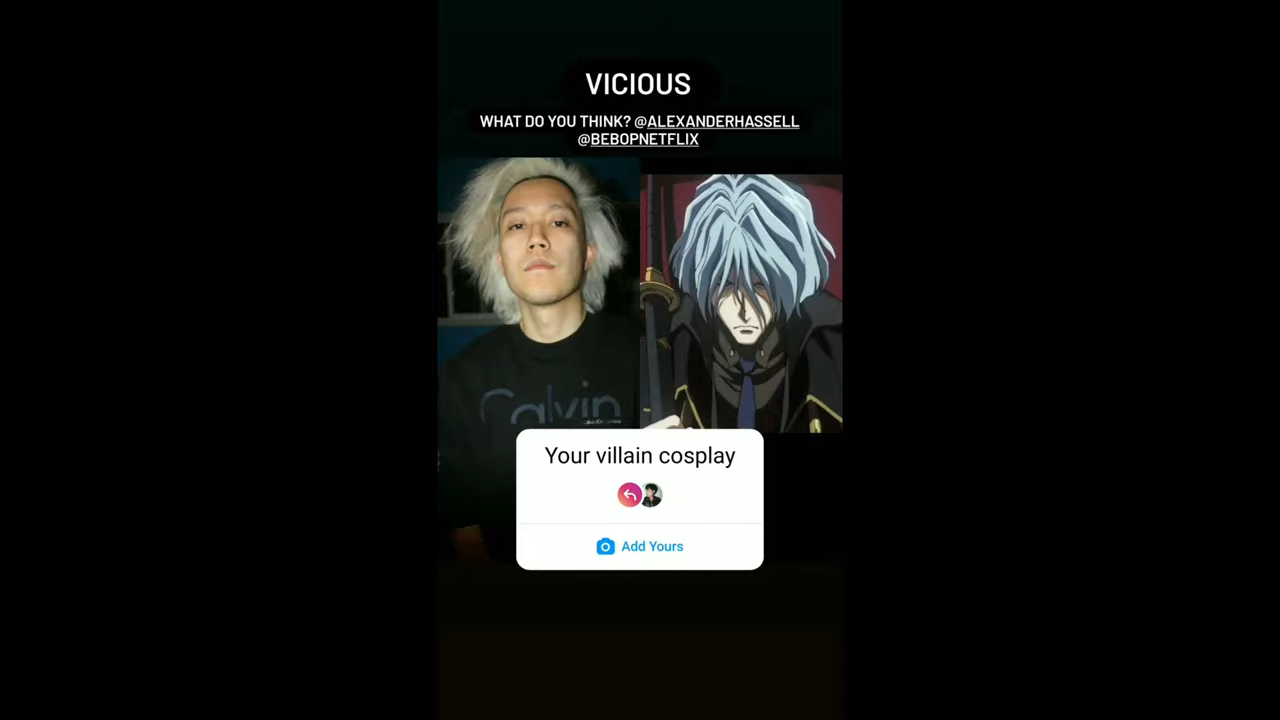 VICIOUS
WHAT DO YOU THINK? @ALEXANDERHASSELL
@BEBOPNETFLIX
Calvin
Your villain cosplay
Add Yours